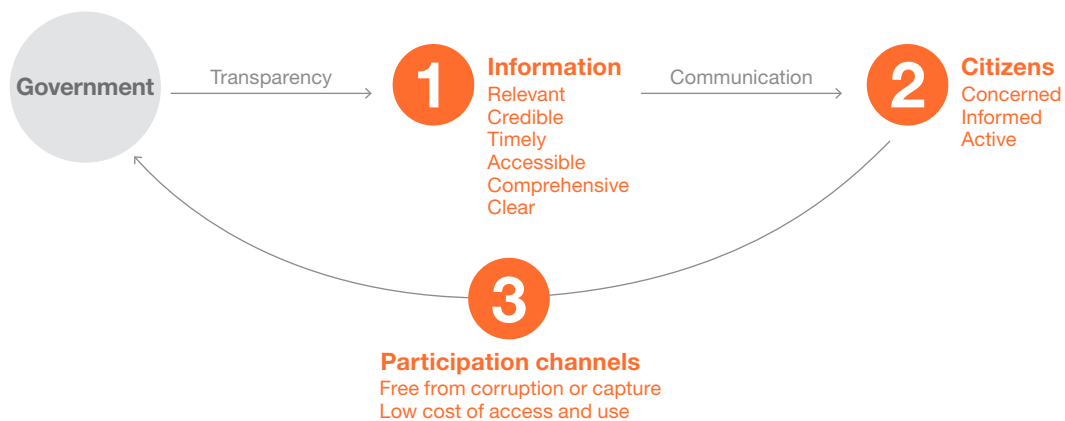 Government
Transparency
1
Information
Relevant
Credible
Timely
Accessible
Comprehensive
Clear
Communication
2
Citizens
Concerned
Informed
Active
3
Participation channels
Free from corruption or capture
Low cost of access and use